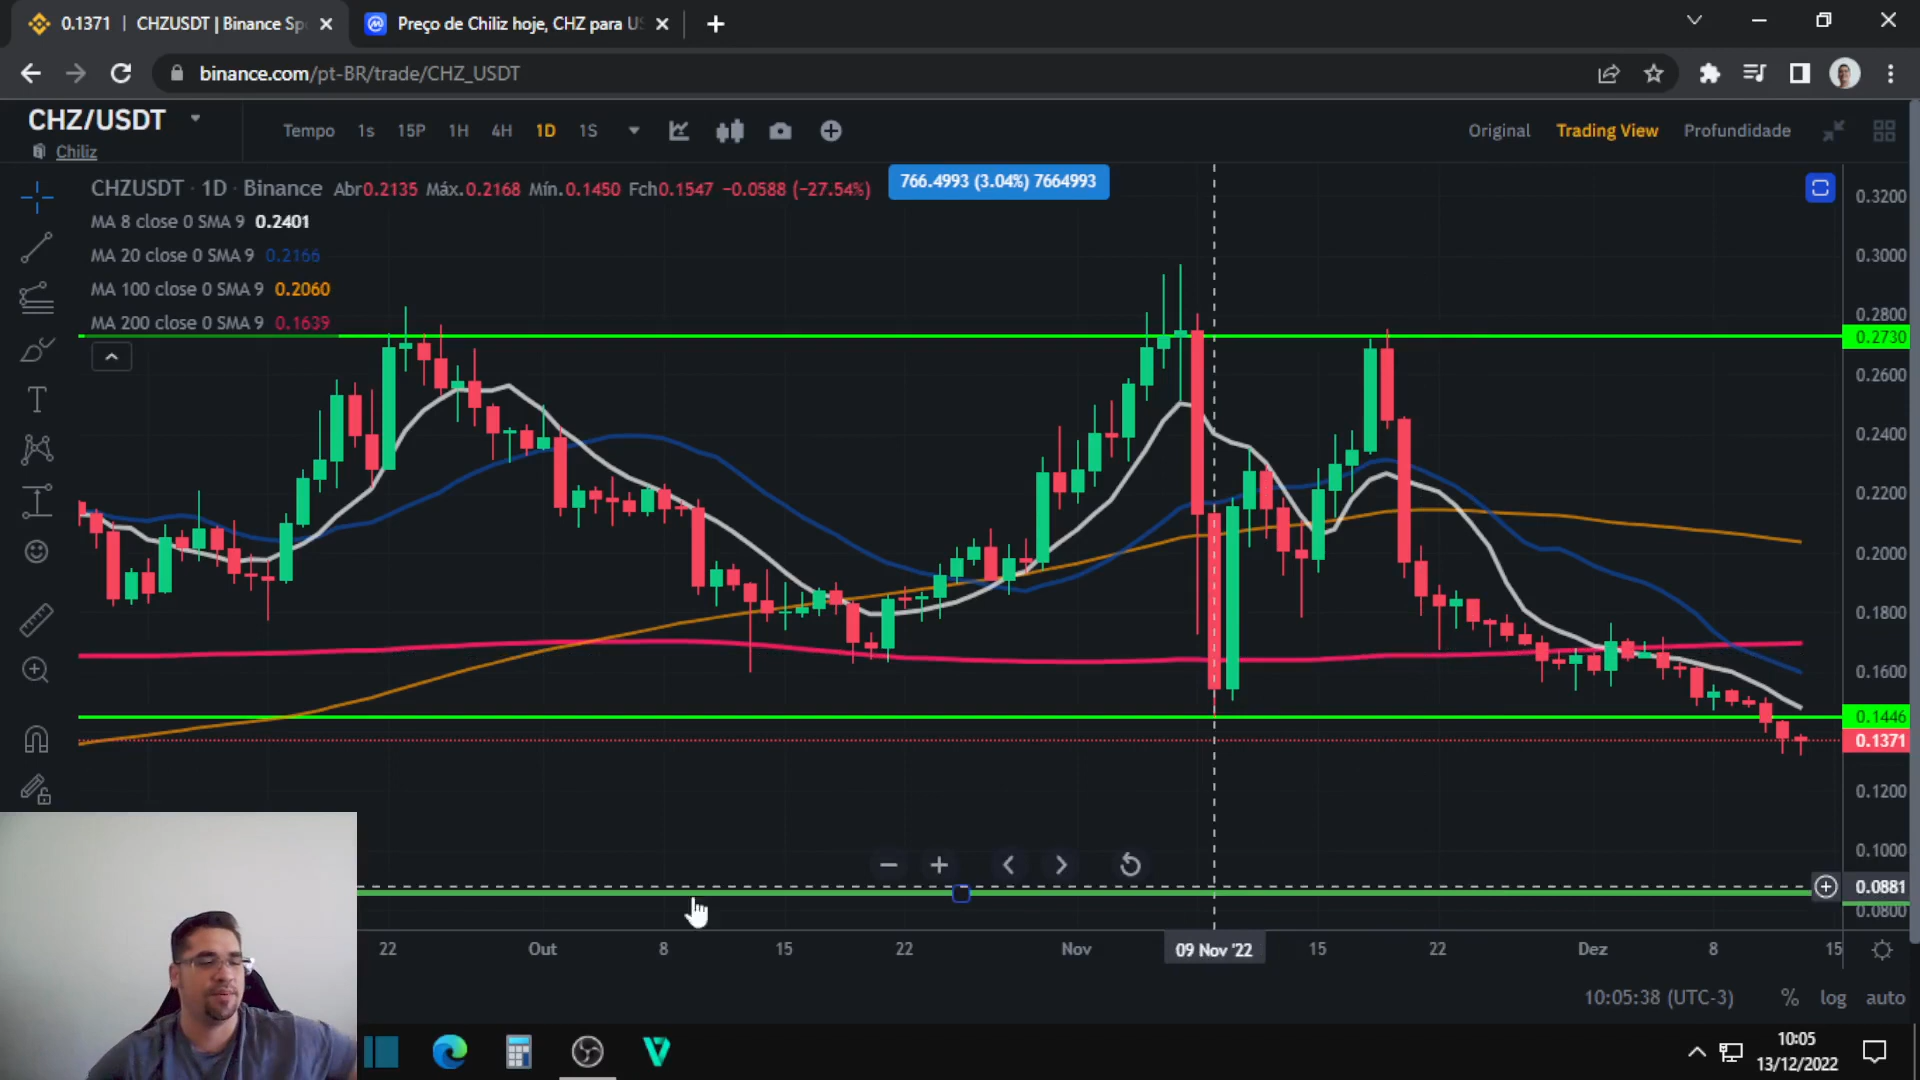 0.1371 | CHZUSDT | Binance Sp
Preço de Chiliz hoje, CHZ para U
binance.com/pt-BR/trade/CHZ_USDT
CHZ/USDT
Chiliz
Tempo 1s 15P 1H 4H 1D 1S
Original Trading View Profundidade
CHZUSDT · 1D · Binance Abr0.2135 Máx.0.2168 Mín.0.1450 Fch0.1547 −0.0588 (−27.54%)
766.4993 (3.04%) 7664993
MA 8 close 0 SMA 9 0.2401
MA 20 close 0 SMA 9 0.2166
MA 100 close 0 SMA 9 0.2060
MA 200 close 0 SMA 9 0.1639
0.3200
0.3000
0.2800
0.2730
0.2600
0.2400
0.2200
0.2000
0.1800
0.1600
0.1446
0.1371
0.1200
0.1000
0.0881
0.0800
22 Out 8 15 22 Nov 09 Nov '22 15 22 Dez 8 15
10:05:38 (UTC-3) % log auto
10:05
13/12/2022